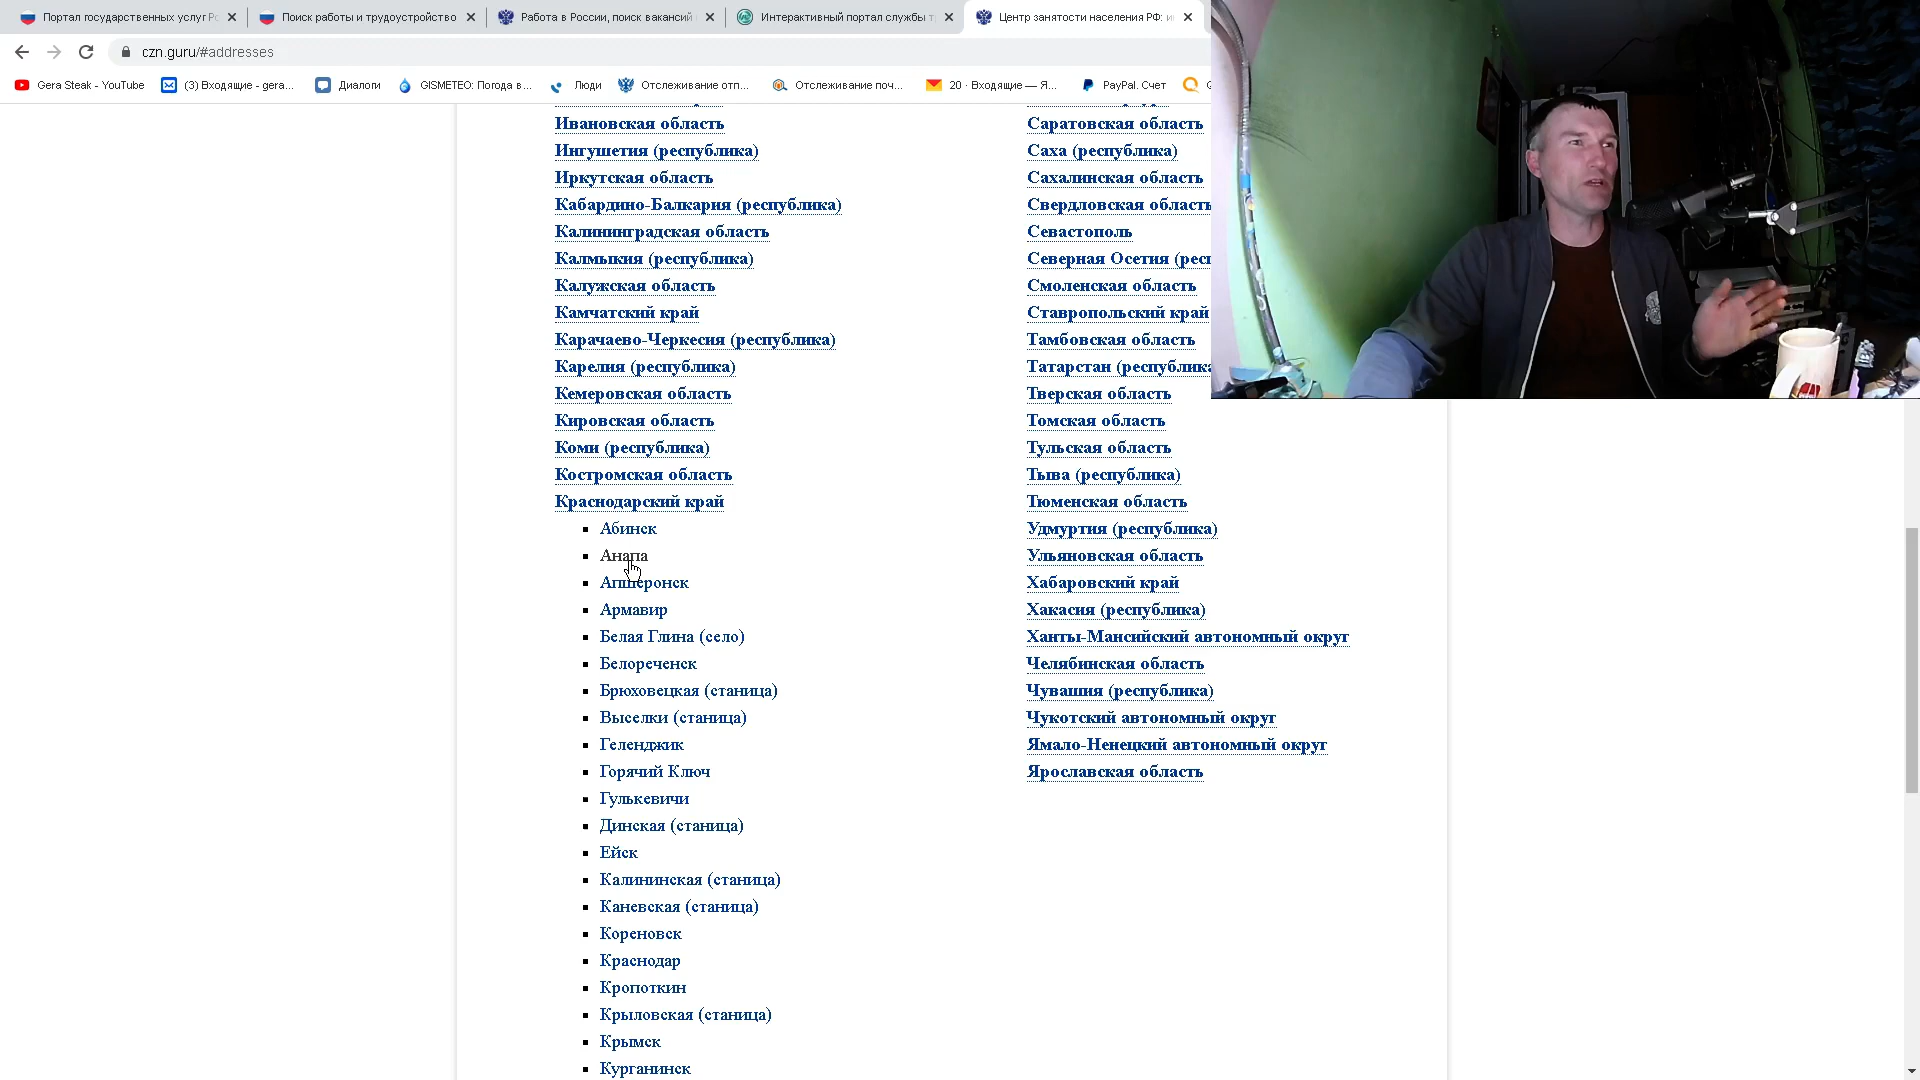 Портал государственных услуг Р
Поиск работы и трудоустройство
Работа в России, поиск вакансий
Интерактивный портал службы т
Центр занятости населения РФ:
czn.guru/#addresses
Gera Steak - YouTube
(3) Входящие - gera...
Диалоги
GISMETEO: Погода в...
Люди
Отслеживание отп...
Отслеживание поч...
20 · Входящие — Я...
PayPal. Счет
Ивановская область
Ингушетия (республика)
Иркутская область
Кабардино-Балкария (республика)
Калининградская область
Калмыкия (республика)
Калужская область
Камчатский край
Карачаево-Черкесия (республика)
Карелия (республика)
Кемеровская область
Кировская область
Коми (республика)
Костромская область
Краснодарский край
Абинск
Анапа
Апшеронск
Армавир
Белая Глина (село)
Белореченск
Брюховецкая (станица)
Выселки (станица)
Геленджик
Горячий Ключ
Гулькевичи
Динская (станица)
Ейск
Калининская (станица)
Каневская (станица)
Кореновск
Краснодар
Кропоткин
Крыловская (станица)
Крымск
Курганинск
Саратовская область
Саха (республика)
Сахалинская область
Свердловская область
Севастополь
Северная Осетия (респ
Смоленская область
Ставропольский край
Тамбовская область
Татарстан (республика
Тверская область
Томская область
Тульская область
Тыва (республика)
Тюменская область
Удмуртия (республика)
Ульяновская область
Хабаровский край
Хакасия (республика)
Ханты-Мансийский автономный округ
Челябинская область
Чувашия (республика)
Чукотский автономный округ
Ямало-Ненецкий автономный округ
Ярославская область